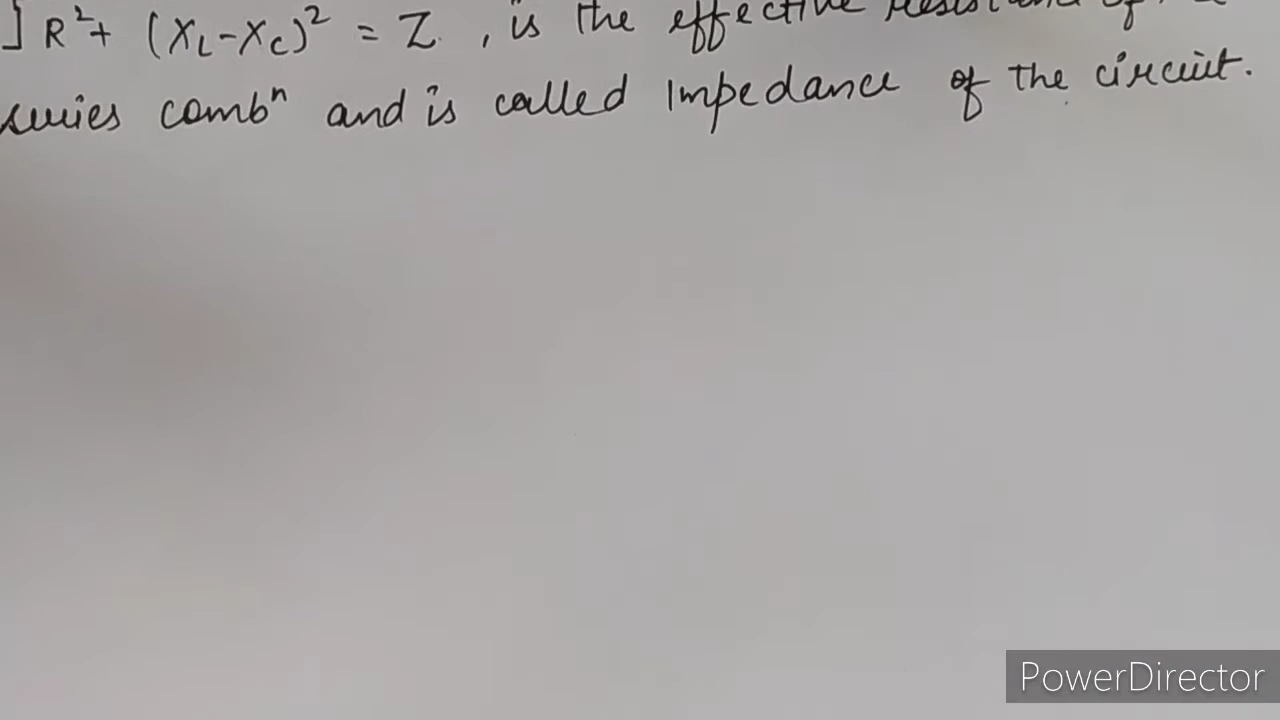 ] R² + (X_L - X_C)² = Z, is the effective
series combⁿ and is called Impedance of the circuit.
PowerDirector